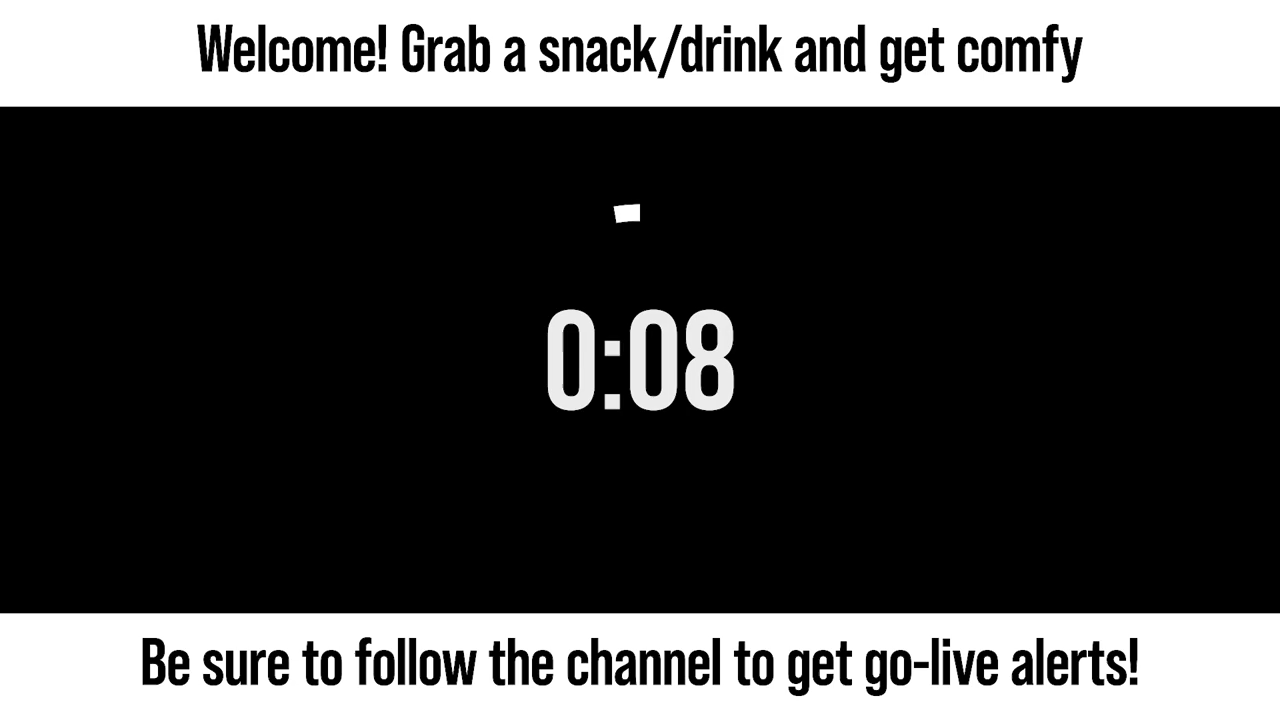 Welcome! Grab a snack/drink and get comfy
0:08
Be sure to follow the channel to get go-live alerts!